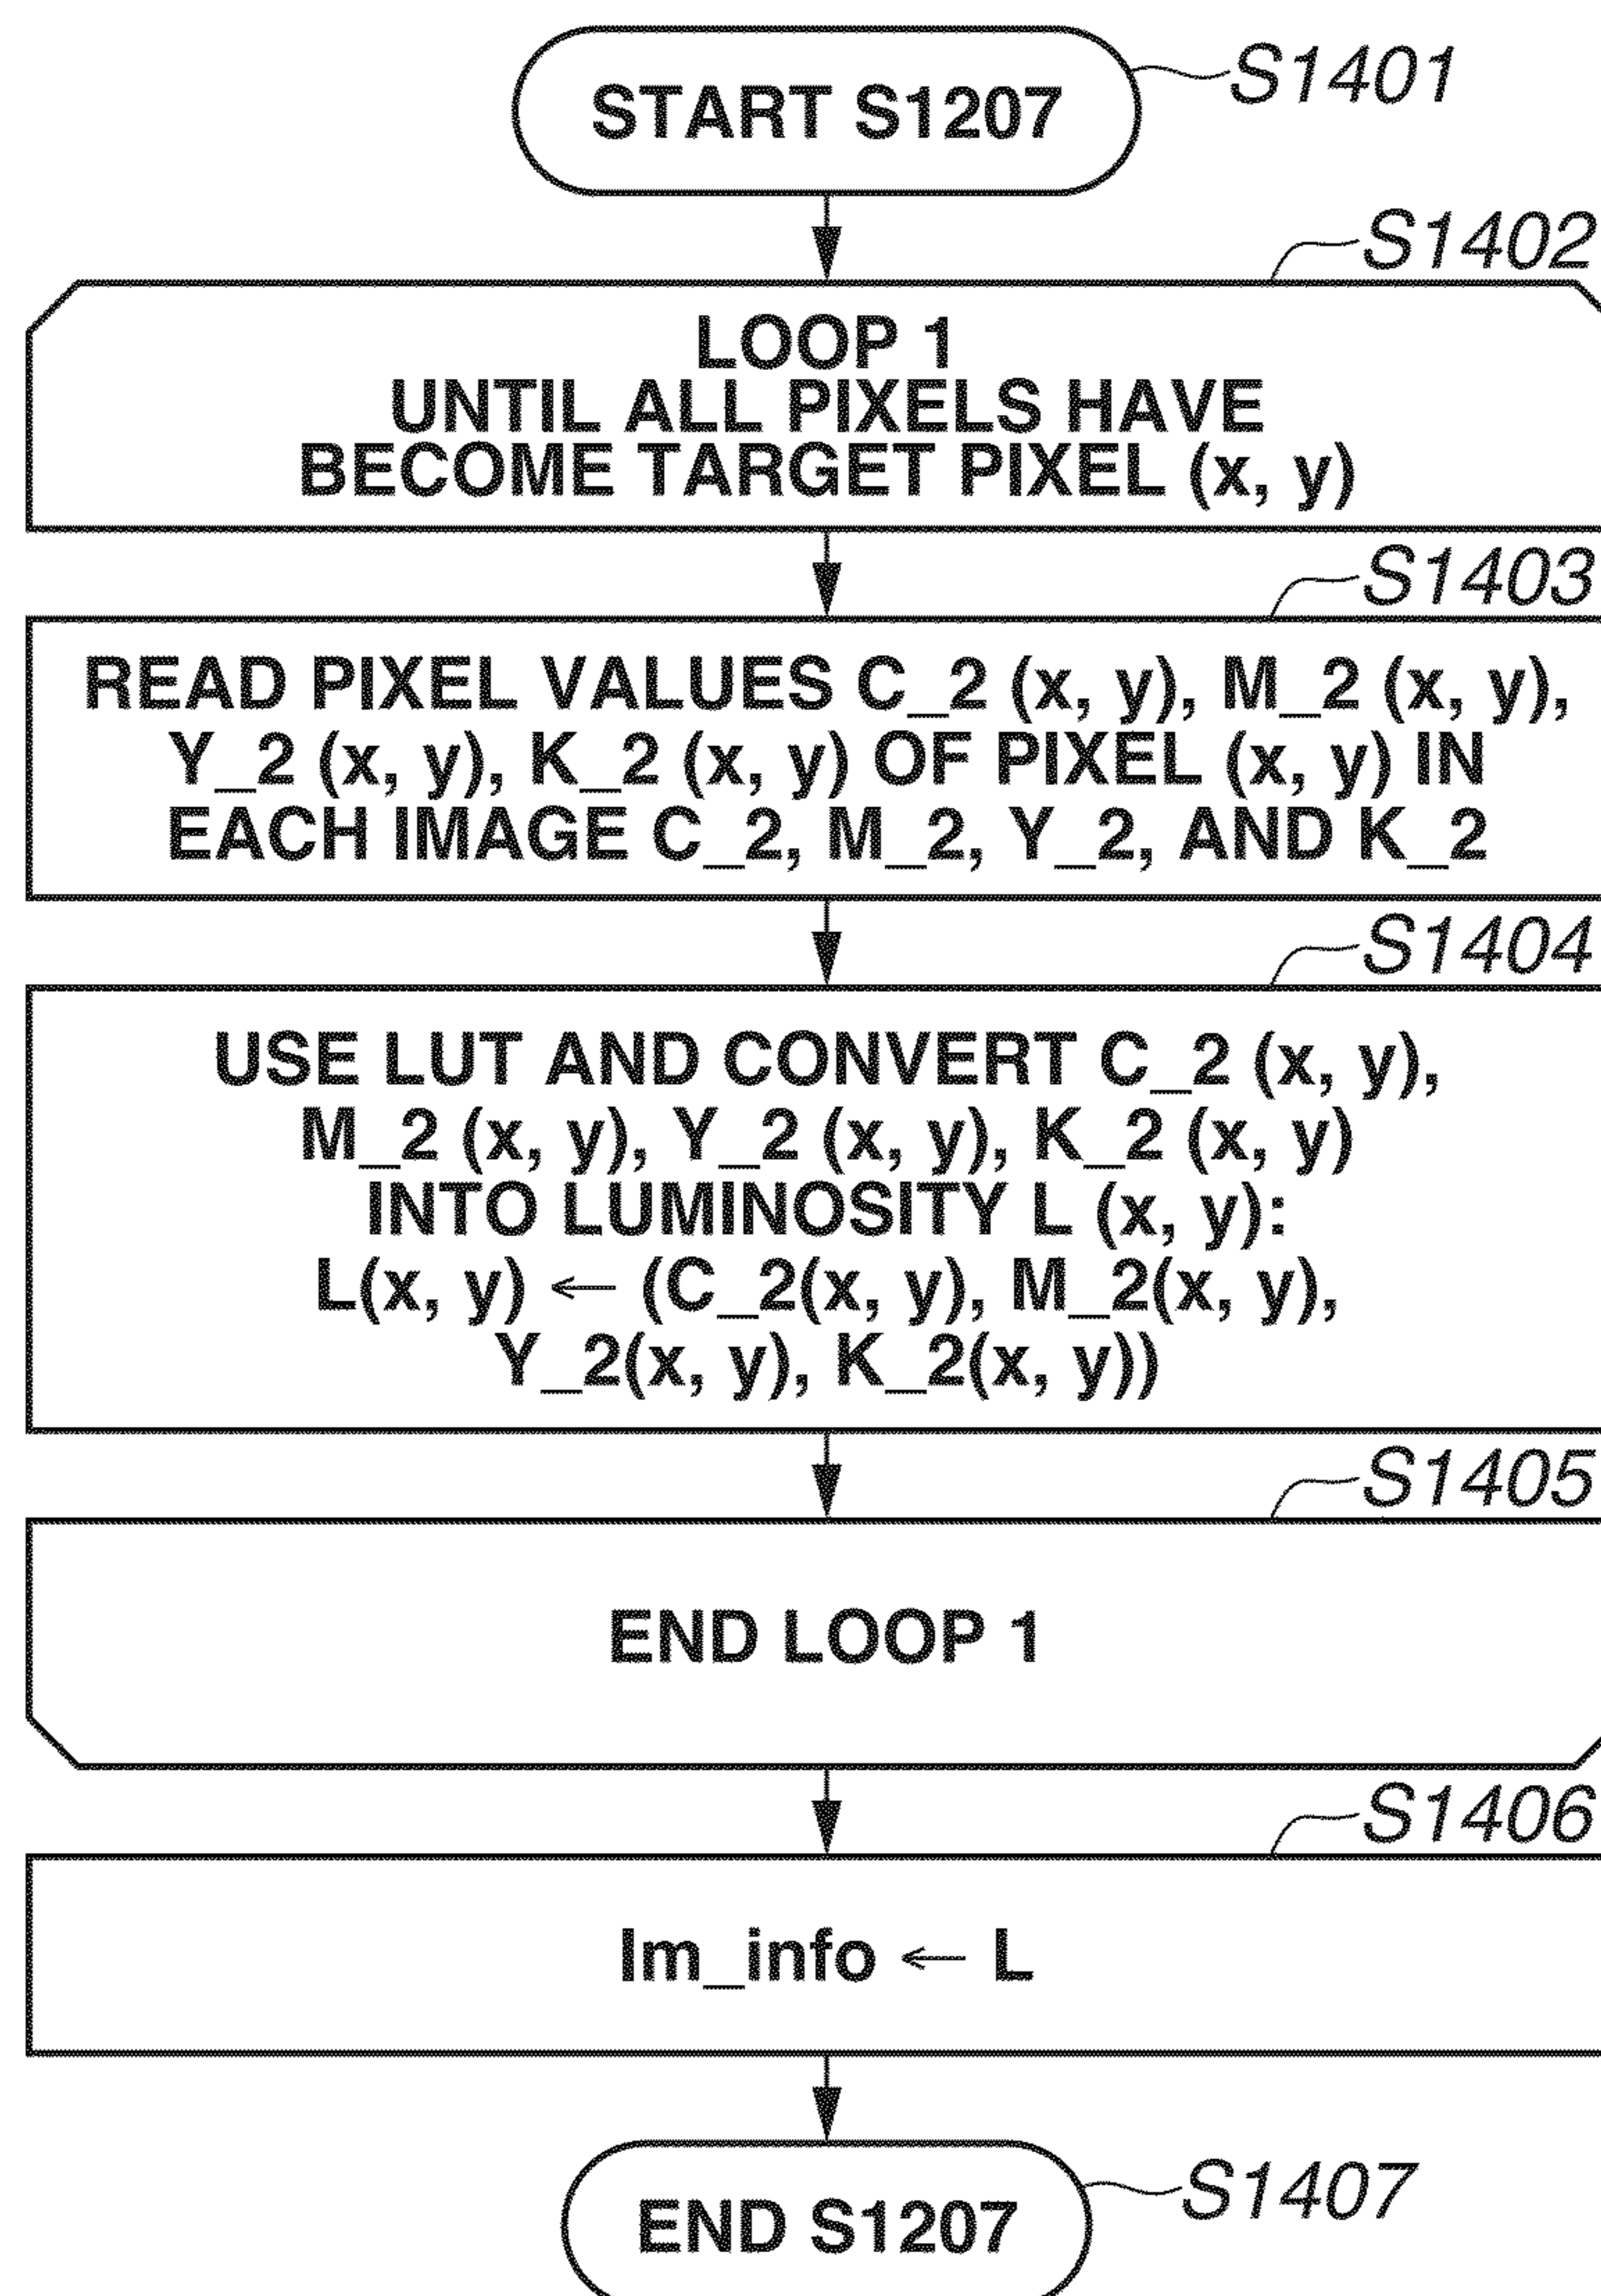 START S1207
S1401
S1402
LOOP 1
UNTIL ALL PIXELS HAVE
BECOME TARGET PIXEL (x, y)
S1403
READ PIXEL VALUES C_2 (x, y), M_2 (x, y),
Y_2 (x, y), K_2 (x, y) OF PIXEL (x, y) IN
EACH IMAGE C_2, M_2, Y_2, AND K_2
S1404
USE LUT AND CONVERT C_2 (x, y),
M_2 (x, y), Y_2 (x, y), K_2 (x, y)
INTO LUMINOSITY L (x, y):
L(x, y) ← (C_2(x, y), M_2(x, y),
Y_2(x, y), K_2(x, y))
S1405
END LOOP 1
S1406
Im_info ← L
END S1207
S1407